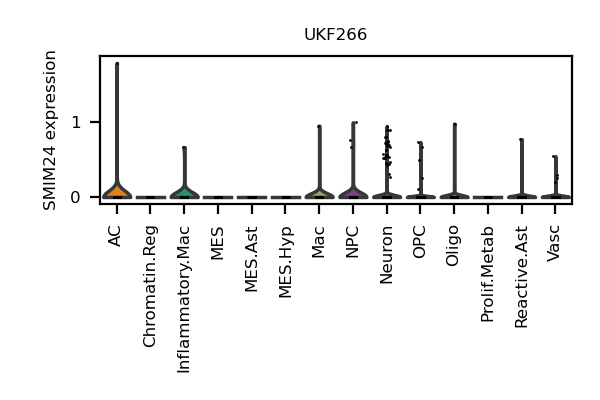 UKF266
SMIM24 expression
1
0
AC
Chromatin.Reg
Inflammatory.Mac
MES
MES.Ast
MES.Hyp
Mac
NPC
Neuron
OPC
Oligo
Prolif.Metab
Reactive.Ast
Vasc